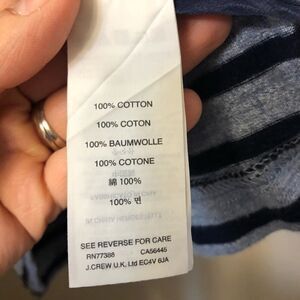 100% COTTON
100% COTON
100% BAUMWOLLE
100% COTONE
綿 100%
100% 면
SEE REVERSE FOR CARE
RN77388 CA56445
J.CREW U.K. Ltd EC4V 6JA